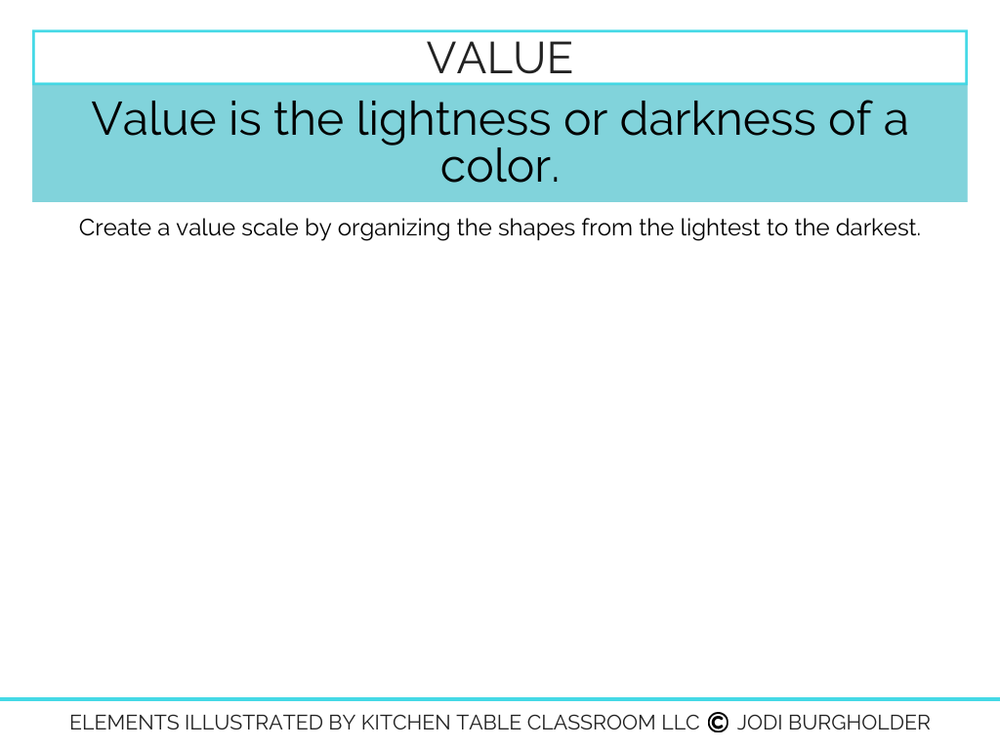 VALUE
Value is the lightness or darkness of a
color.
Create a value scale by organizing the shapes from the lightest to the darkest.
ELEMENTS ILLUSTRATED BY KITCHEN TABLE CLASSROOM LLC © JODI BURGHOLDER